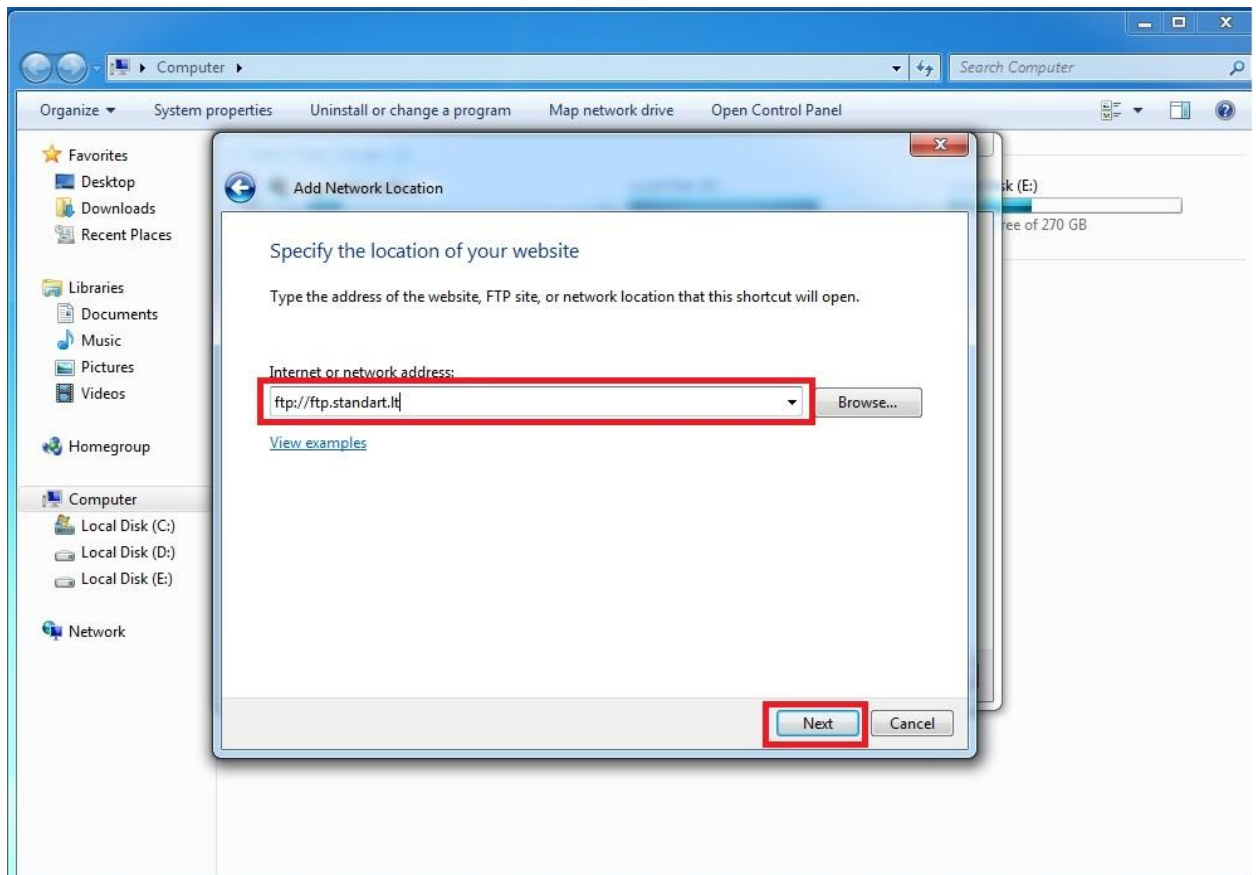 Computer
Search Computer
Organize
System properties
Uninstall or change a program
Map network drive
Open Control Panel
Favorites
Desktop
Downloads
Recent Places
Libraries
Documents
Music
Pictures
Videos
Homegroup
Computer
Local Disk (C:)
Local Disk (D:)
Local Disk (E:)
Network
Add Network Location
Specify the location of your website
Type the address of the website, FTP site, or network location that this shortcut will open.
Internet or network address:
ftp://ftp.standart.lt
Browse...
View examples
Next
Cancel
sk (E:)
ree of 270 GB